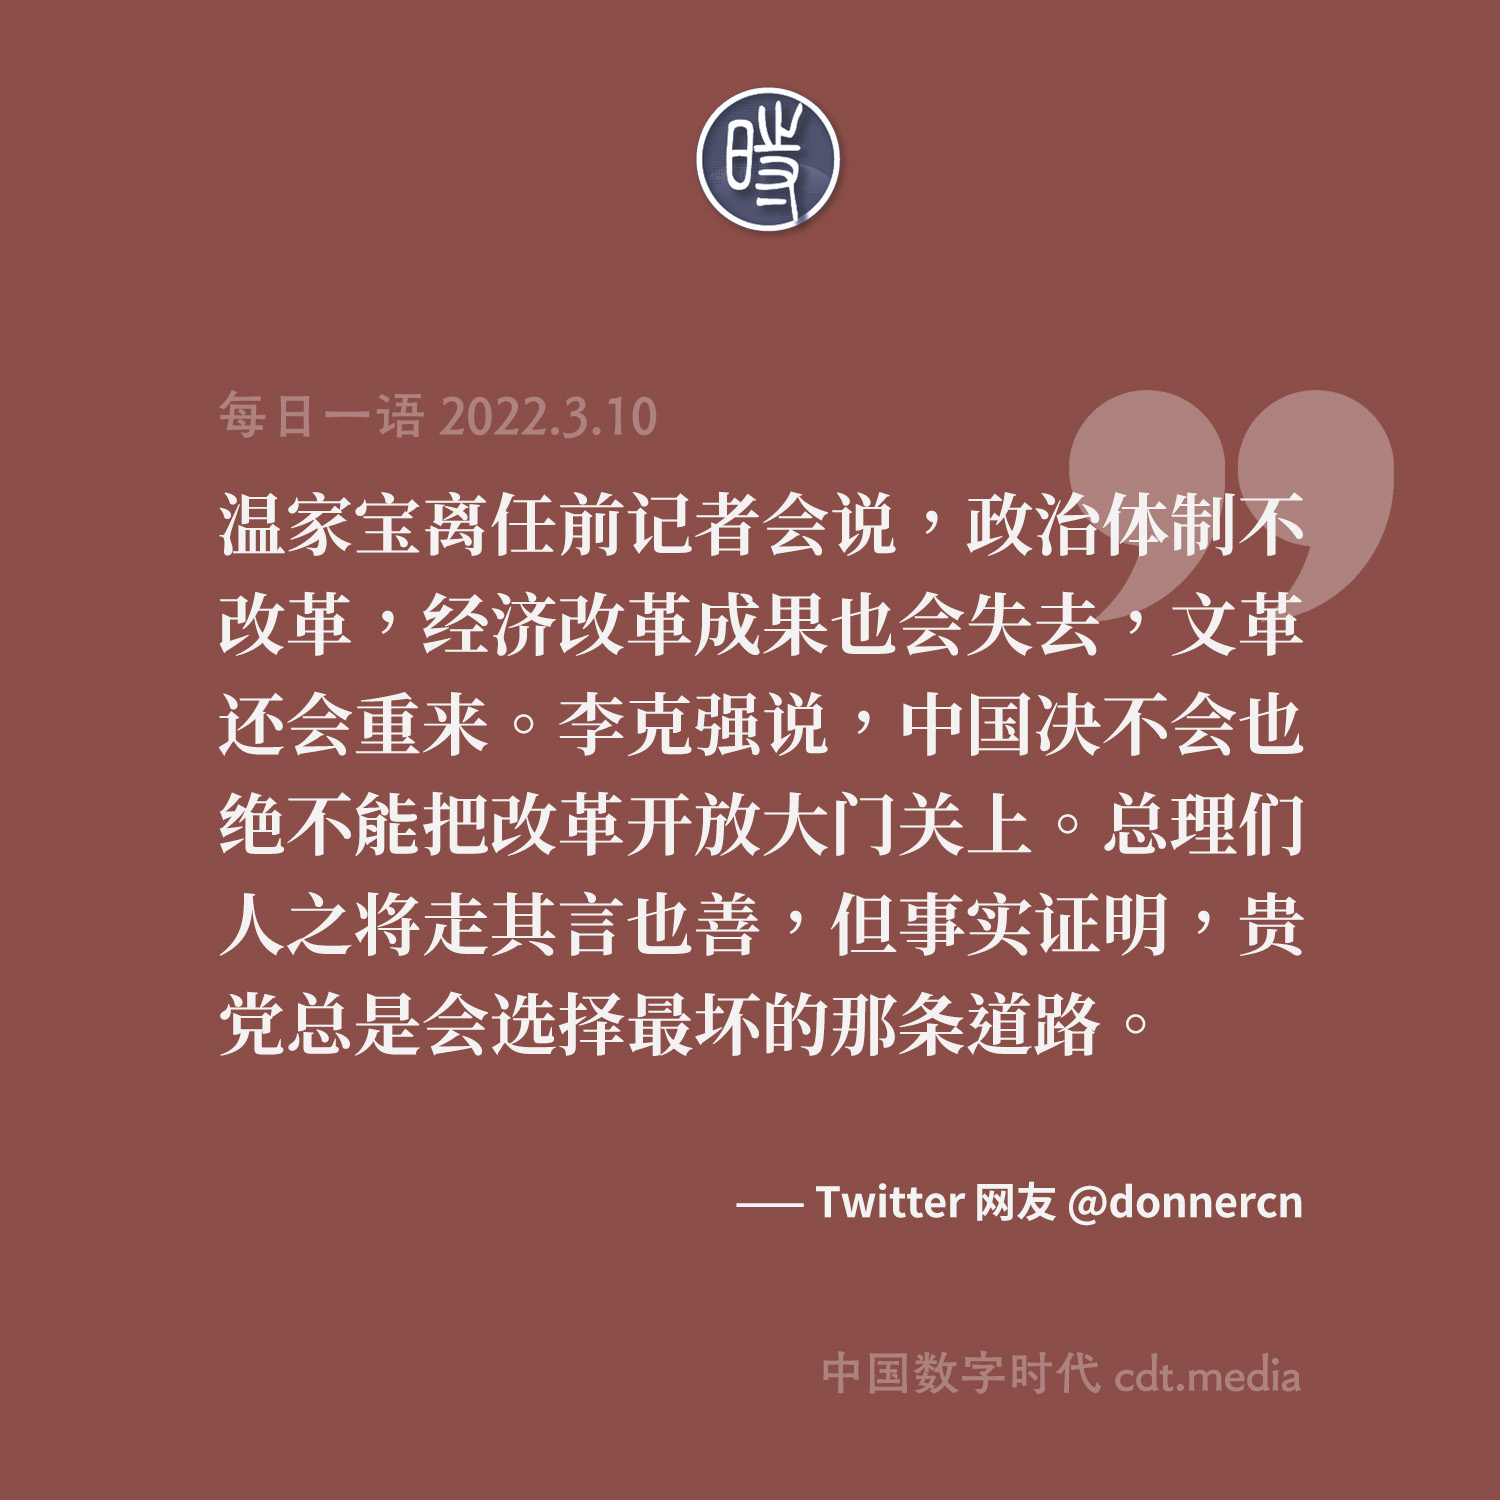 時
每日一语 2022.3.10
温家宝离任前记者会说，政治体制不
改革，经济改革成果也会失去，文革
还会重来。李克强说，中国决不会也
绝不能把改革开放大门关上。总理们
人之将走其言也善，但事实证明，贵
党总是会选择最坏的那条道路。
—— Twitter 网友 @donnercn
中国数字时代 cdt.media